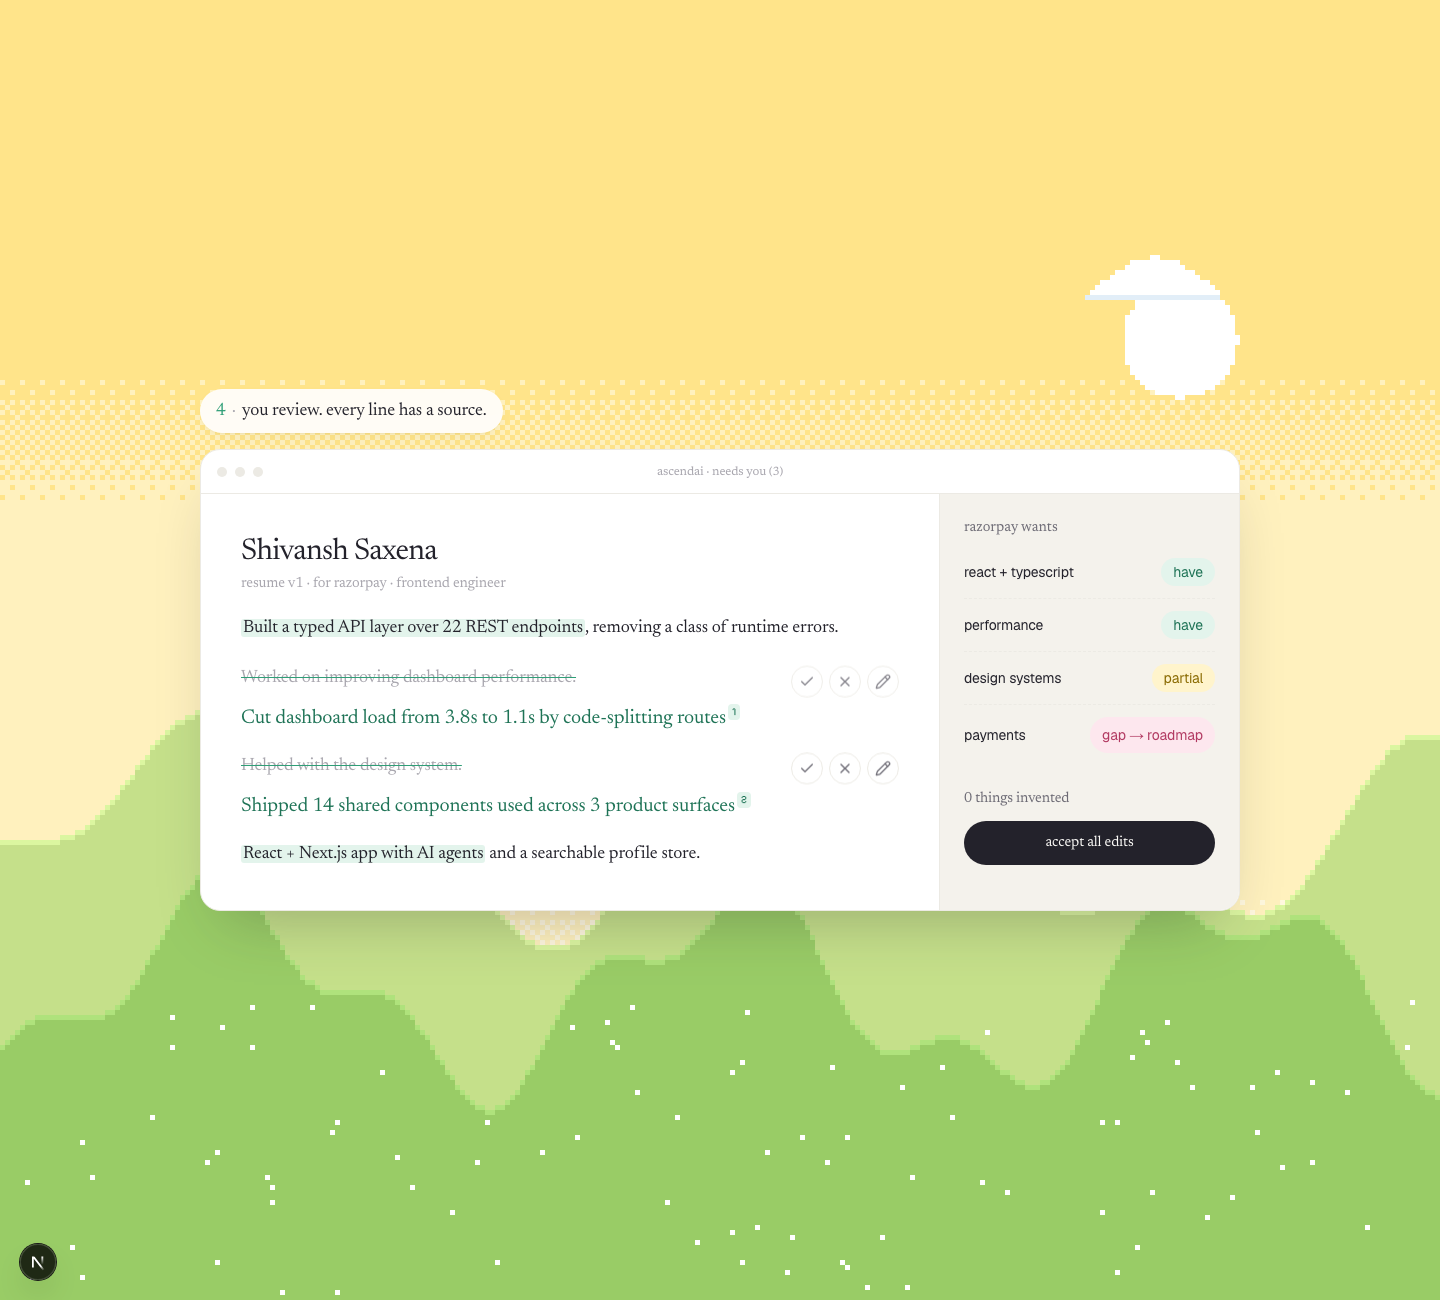 4 · you review. every line has a source.
ascendai · needs you (3)
Shivansh Saxena
resume v1 · for razorpay · frontend engineer
Built a typed API layer over 22 REST endpoints, removing a class of runtime errors.
Worked on improving dashboard performance.
Cut dashboard load from 3.8s to 1.1s by code-splitting routes 1
Helped with the design system.
Shipped 14 shared components used across 3 product surfaces 2
React + Next.js app with AI agents and a searchable profile store.
razorpay wants
react + typescript have
performance have
design systems partial
payments gap → roadmap
0 things invented
accept all edits
N